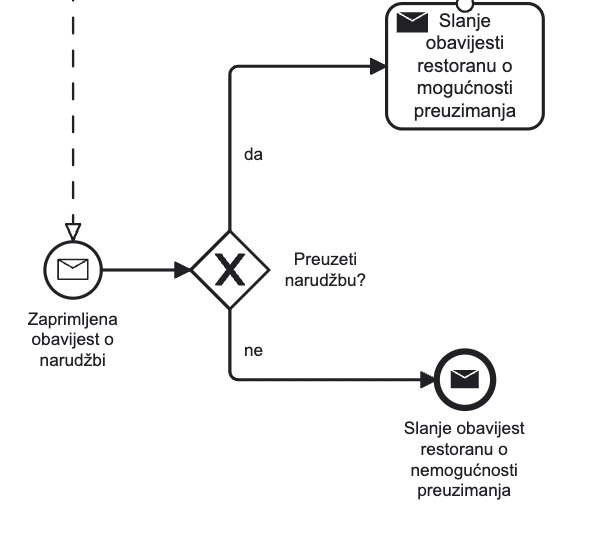 Slanje
obavijesti
restoranu o
mogućnosti
preuzimanja
da
Preuzeti
narudžbu?
Zaprimljena
obavijest o
narudžbi
ne
Slanje obavijest
restoranu o
nemogućnosti
preuzimanja